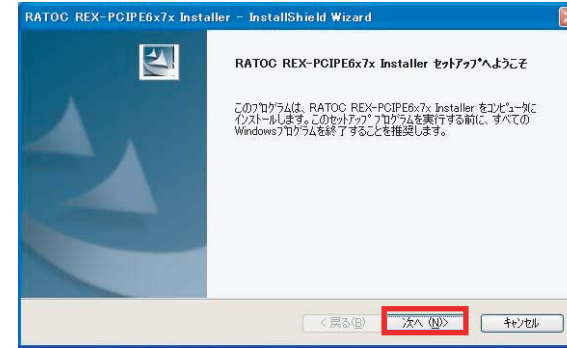 RATOC REX-PCIPE6x7x Installer - InstallShield Wizard
RATOC REX-PCIPE6x7x Installer ｾｯﾄｱｯﾌﾟへようこそ
このﾌﾟﾛｸﾞﾗﾑは、RATOC REX-PCIPE6x7x Installer をｺﾝﾋﾟｭｰﾀに
ｲﾝｽﾄｰﾙします。このｾｯﾄｱｯﾌﾟ ﾌﾟﾛｸﾞﾗﾑを実行する前に、すべての
Windowsﾌﾟﾛｸﾞﾗﾑを終了することを推奨します。
< 戻る(B)
次へ (N)>
ｷｬﾝｾﾙ